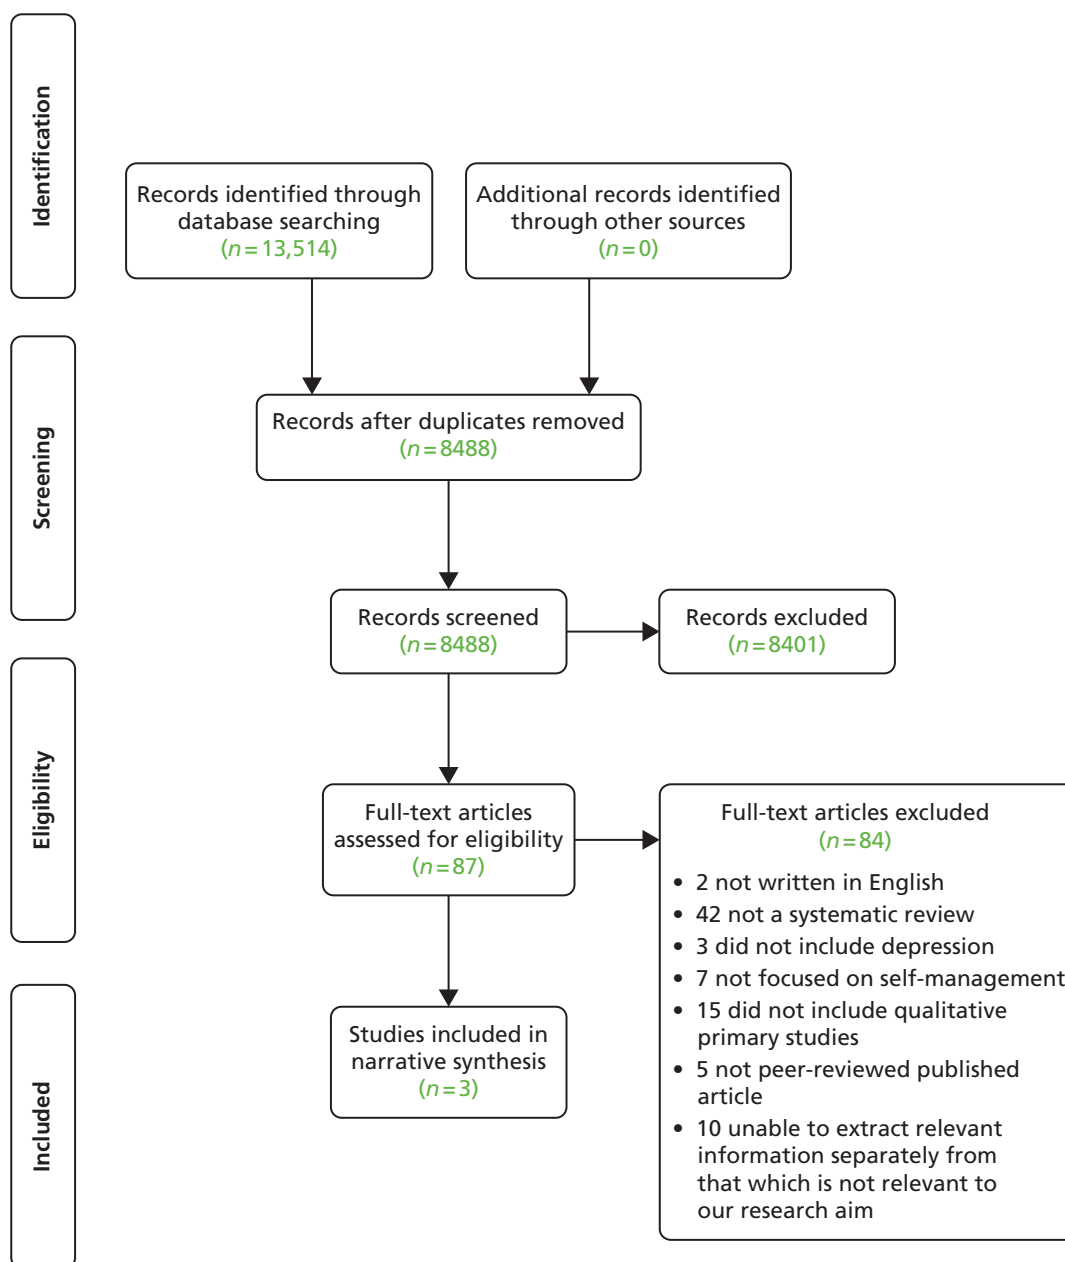 Identification
Records identified through
database searching
(n=13,514)
Additional records identified
through other sources
(n=0)
Screening
Records after duplicates removed
(n=8488)
Records screened
(n=8488)
Records excluded
(n=8401)
Eligibility
Full-text articles
assessed for eligibility
(n=87)
Full-text articles excluded
(n=84)
• 2 not written in English
• 42 not a systematic review
• 3 did not include depression
• 7 not focused on self-management
• 15 did not include qualitative
primary studies
• 5 not peer-reviewed published
article
• 10 unable to extract relevant
information separately from
that which is not relevant to
our research aim
Included
Studies included in
narrative synthesis
(n=3)